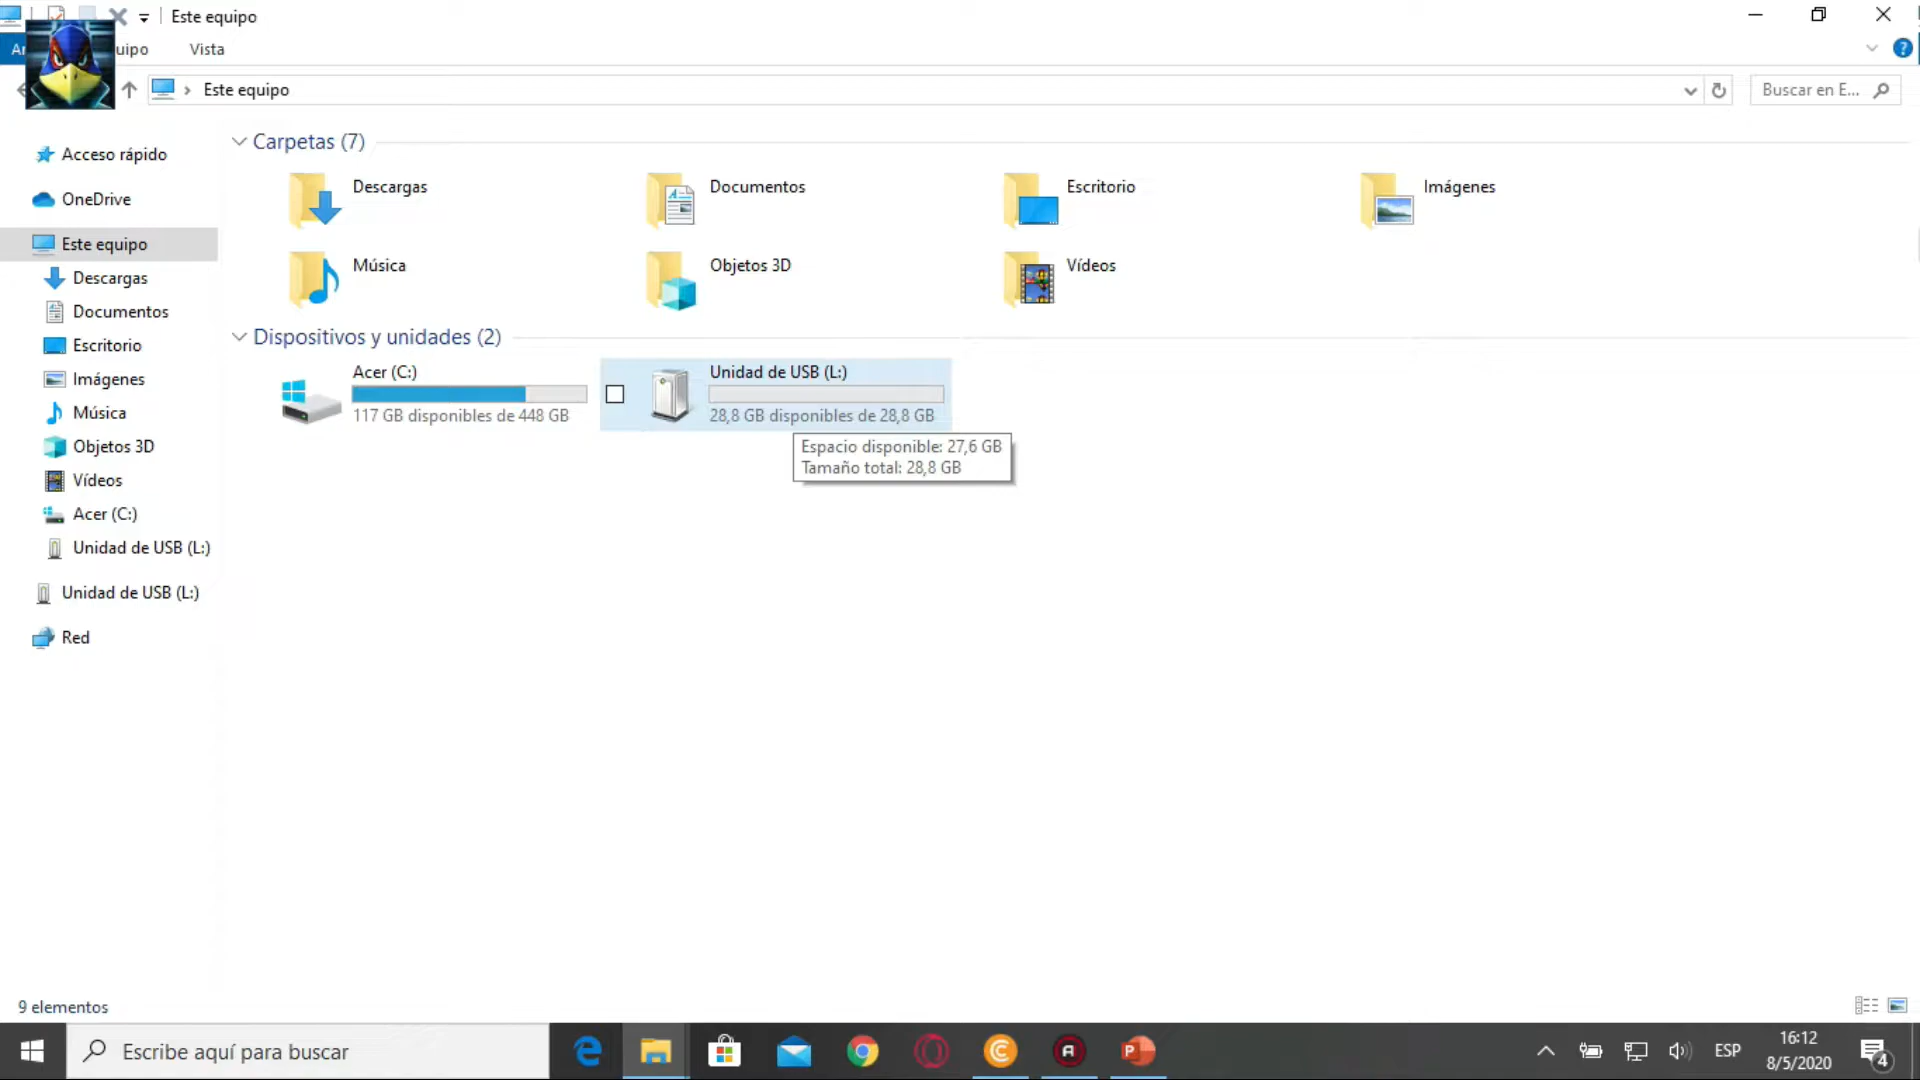 Este equipo
Ar
uipo
Vista
Este equipo
Buscar en E...
Acceso rápido
OneDrive
Este equipo
Descargas
Documentos
Escritorio
Imágenes
Música
Objetos 3D
Vídeos
Acer (C:)
Unidad de USB (L:)
Unidad de USB (L:)
Red
Carpetas (7)
Descargas
Documentos
Escritorio
Imágenes
Música
Objetos 3D
Vídeos
Dispositivos y unidades (2)
Acer (C:)
117 GB disponibles de 448 GB
Unidad de USB (L:)
28,8 GB disponibles de 28,8 GB
Espacio disponible: 27,6 GB
Tamaño total: 28,8 GB
9 elementos
Escribe aquí para buscar
ESP
16:12
8/5/2020
4